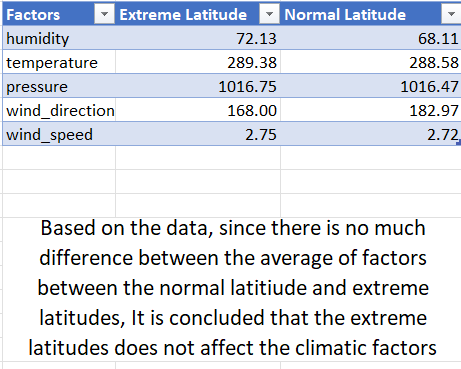 Factors Extreme Latitude Normal Latitude
humidity 72.13 68.11
temperature 289.38 288.58
pressure 1016.75 1016.47
wind_direction 168.00 182.97
wind_speed 2.75 2.72
Based on the data, since there is no much
difference between the average of factors
between the normal latitiude and extreme
latitudes, It is concluded that the extreme
latitudes does not affect the climatic factors